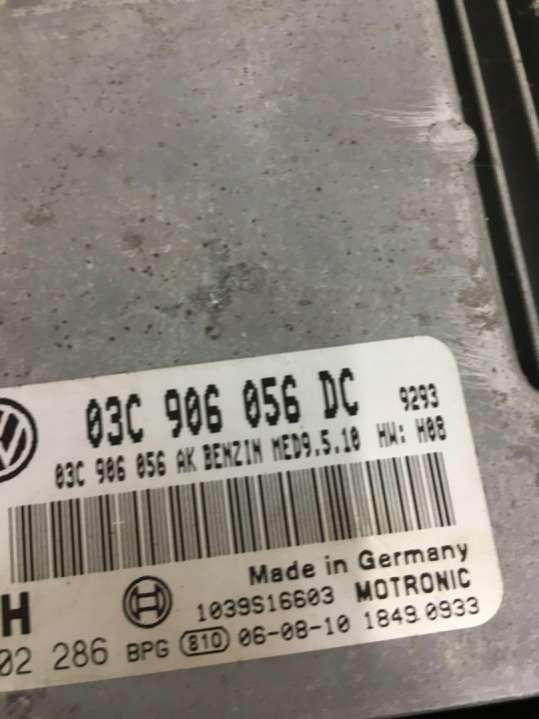 03C 906 056 DC 9293
03C 906 056 AK BENZIN MED9.5.10 HW: H08
Made in Germany
H 1039S16603 MOTRONIC
02 286 BPG 810 06-08-10 1849 0933